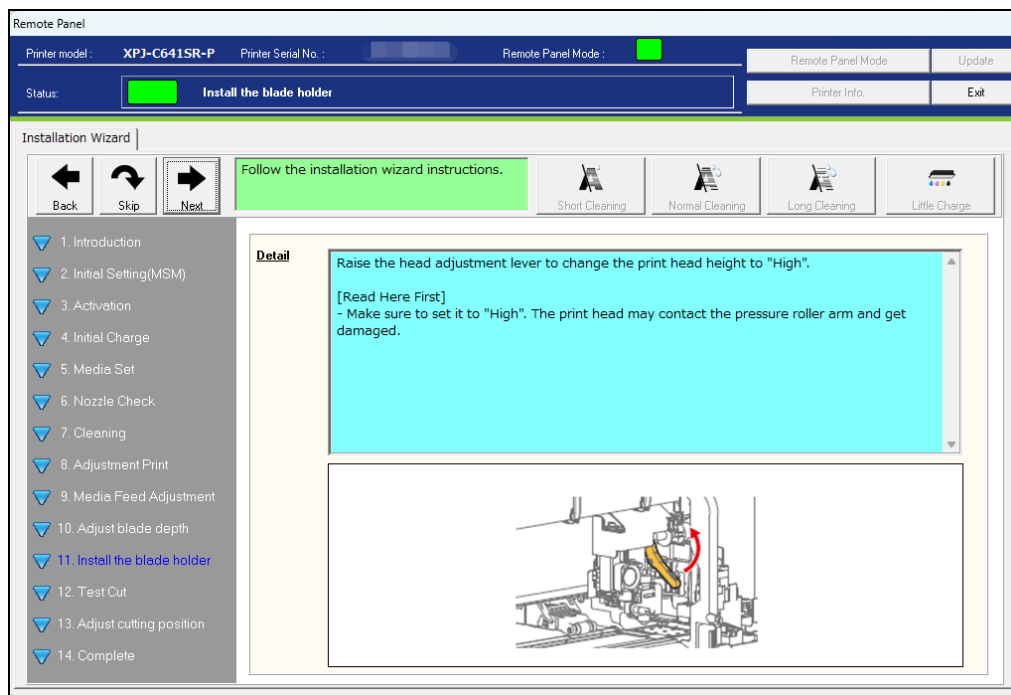 Remote Panel
Printer model : XPJ-C641SR-P Printer Serial No. : Remote Panel Mode :
Remote Panel Mode Update
Status: Install the blade holder
Printer Info. Exit
Installation Wizard
Back Skip Next
Follow the installation wizard instructions.
Short Cleaning Normal Cleaning Long Cleaning Little Charge
1. Introduction
2. Initial Setting(MSM)
3. Activation
4. Initial Charge
5. Media Set
6. Nozzle Check
7. Cleaning
8. Adjustment Print
9. Media Feed Adjustment
10. Adjust blade depth
11. Install the blade holder
12. Test Cut
13. Adjust cutting position
14. Complete
Detail
Raise the head adjustment lever to change the print head height to "High".
[Read Here First]
- Make sure to set it to "High". The print head may contact the pressure roller arm and get
damaged.